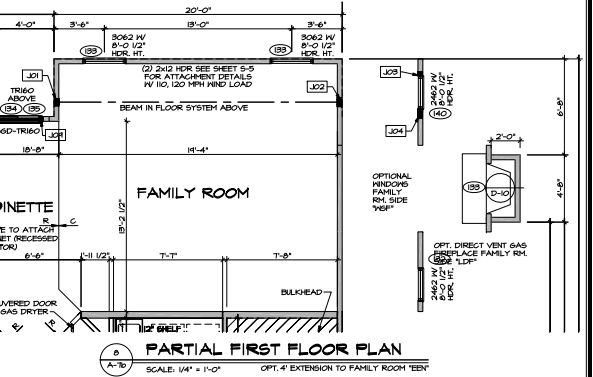 20'-0"
4'-0"
3'-6"
13'-0"
3'-6"
3062 W/
8'-0 1/2"
HDR. HT.
3062 W/
8'-0 1/2"
HDR. HT.
133
133
(2) 2x12 HDR SEE SHEET S-5
FOR ATTACHMENT DETAILS
W/ 110, 120 MPH WIND LOAD
J01
J02
J03
2462 W/
8'-0 1/2"
HDR. HT.
TR160
ABOVE
134
135
BEAM IN FLOOR SYSTEM ABOVE
140
J04
6'-8"
GD-TR160
J09
2'-0"
18'-8"
19'-4"
OPTIONAL
WINDOWS
FAMILY
RM. SIDE
"WSF"
133
D-10
4'-8"
FAMILY ROOM
13'-2 1/2"
DINETTE
R
C
VE TO ATTACH
NET (RECESSED
TOR)
OPT. DIRECT VENT GAS
FIREPLACE FAMILY RM.
SIDE "LDF"
6'-6"
1'-11 1/2"
7'-7"
7'-8"
2462 W/
8'-0 1/2"
HDR. HT.
BULKHEAD
UVERED DOOR
GAS DRYER
R
12" SHELF
8
A-7b
PARTIAL FIRST FLOOR PLAN
SCALE: 1/4" = 1'-0"
OPT. 4' EXTENSION TO FAMILY ROOM "EEN"